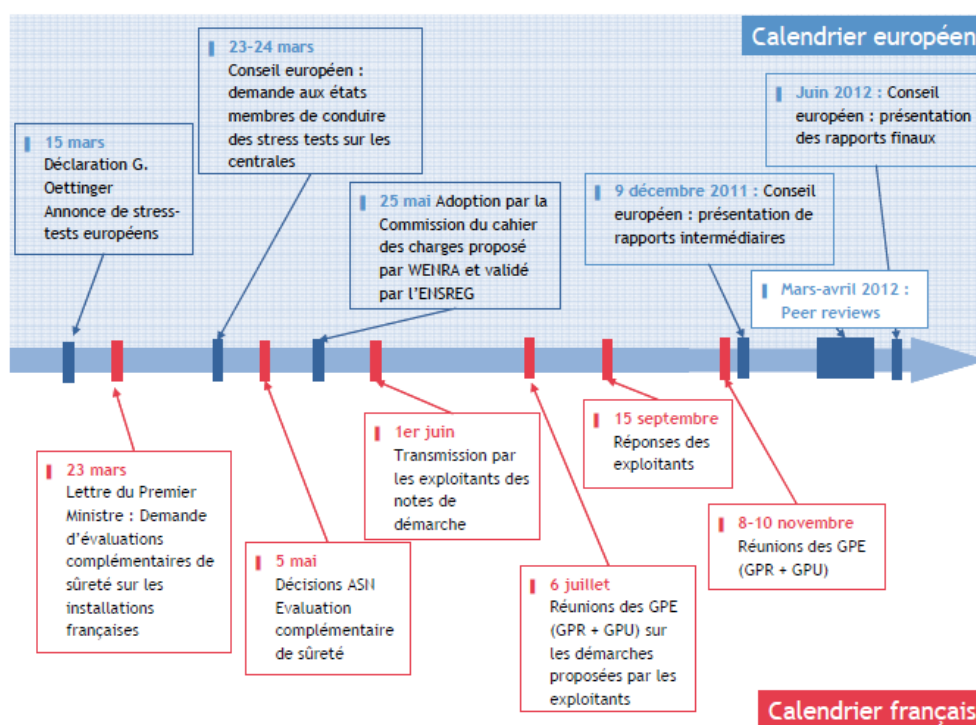 Calendrier européen
23-24 mars
Conseil européen :
demande aux états
membres de conduire
des stress tests sur les
centrales
Juin 2012 : Conseil
européen : présentation
des rapports finaux
15 mars
Déclaration G.
Oettinger
Annonce de stress-
tests européens
25 mai Adoption par la
Commission du cahier
des charges proposé
par WENRA et validé
par l'ENSREG
9 décembre 2011 : Conseil
européen : présentation de
rapports intermédiaires
Mars-avril 2012 :
Peer reviews
23 mars
Lettre du Premier
Ministre : Demande
d'évaluations
complémentaires de
sûreté sur les
installations
françaises
5 mai
Décisions ASN
Evaluation
complémentaire
de sûreté
1er juin
Transmission par
les exploitants des
notes de
démarche
6 juillet
Réunions des GPE
(GPR + GPU) sur
les démarches
proposées par les
exploitants
15 septembre
Réponses des
exploitants
8-10 novembre
Réunions des GPE
(GPR + GPU)
Calendrier français